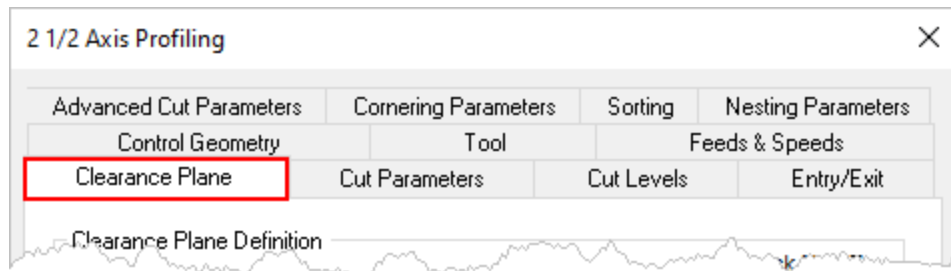 2 1/2 Axis Profiling
Advanced Cut Parameters Cornering Parameters Sorting Nesting Parameters
Control Geometry Tool Feeds & Speeds
Clearance Plane Cut Parameters Cut Levels Entry/Exit
Clearance Plane Definition